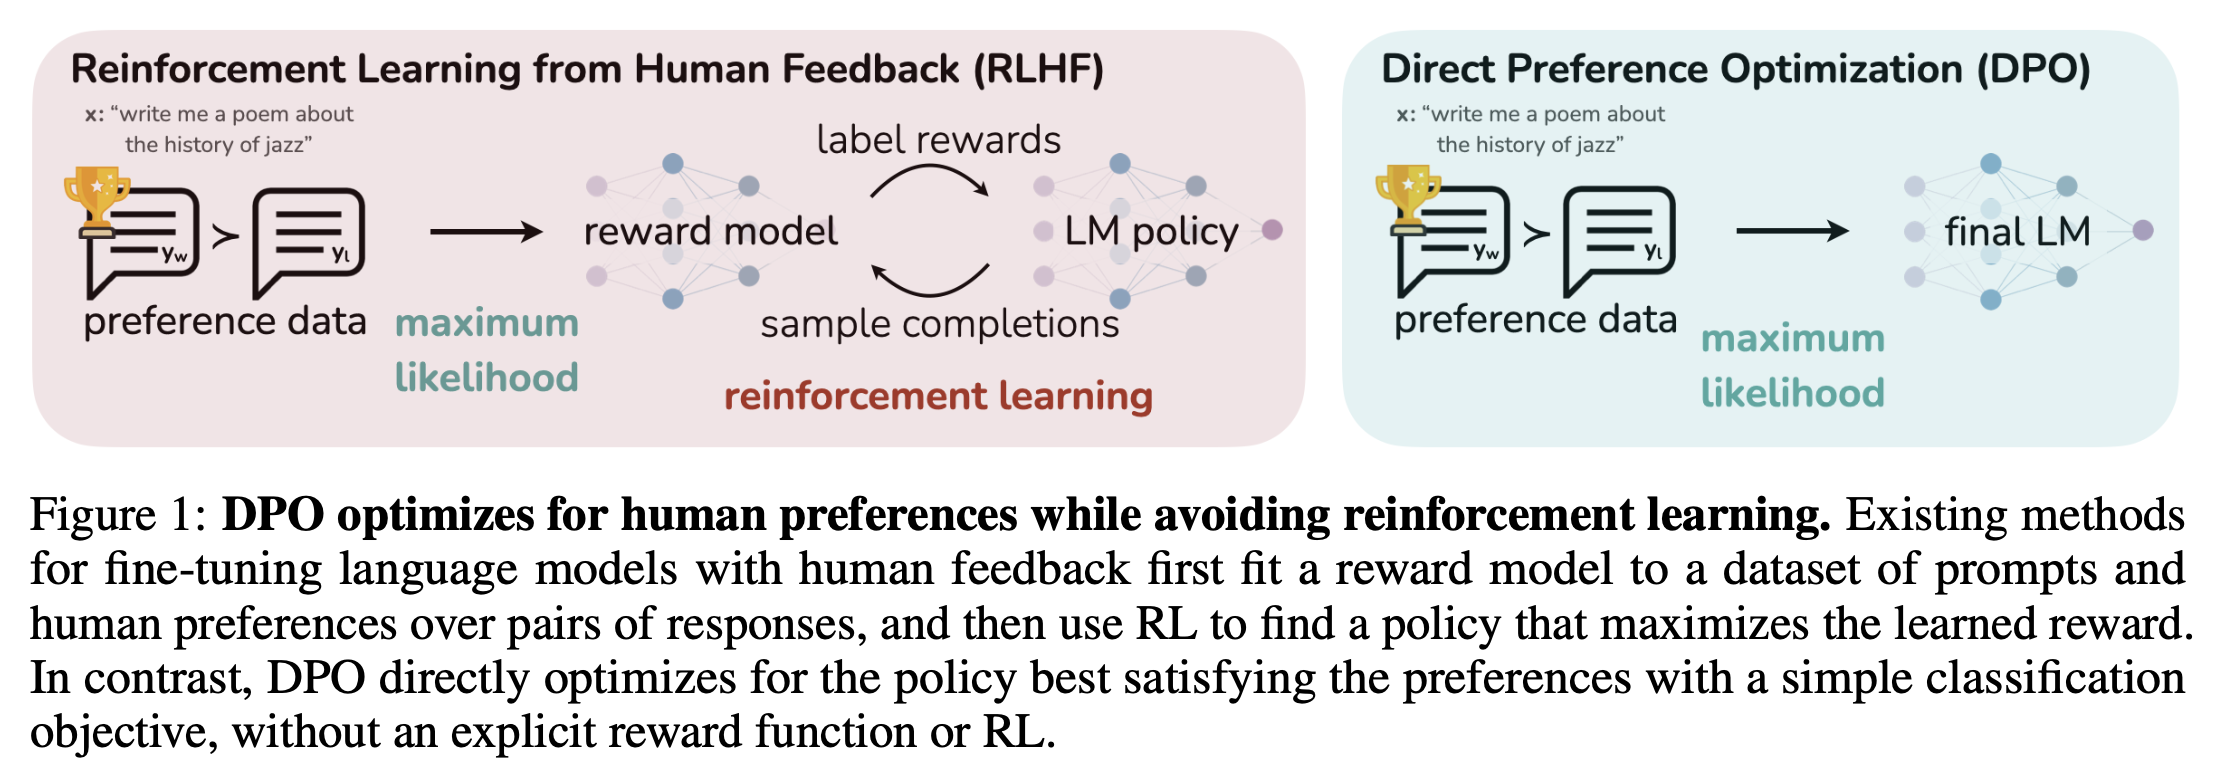 Reinforcement Learning from Human Feedback (RLHF)
x: “write me a poem about
the history of jazz”
label rewards
yw
≻
yl
reward model
LM policy
preference data
maximum
likelihood
sample completions
reinforcement learning
Direct Preference Optimization (DPO)
x: “write me a poem about
the history of jazz”
yw
≻
yl
final LM
preference data
maximum
likelihood
Figure 1: DPO optimizes for human preferences while avoiding reinforcement learning. Existing methods
for fine-tuning language models with human feedback first fit a reward model to a dataset of prompts and
human preferences over pairs of responses, and then use RL to find a policy that maximizes the learned reward.
In contrast, DPO directly optimizes for the policy best satisfying the preferences with a simple classification
objective, without an explicit reward function or RL.